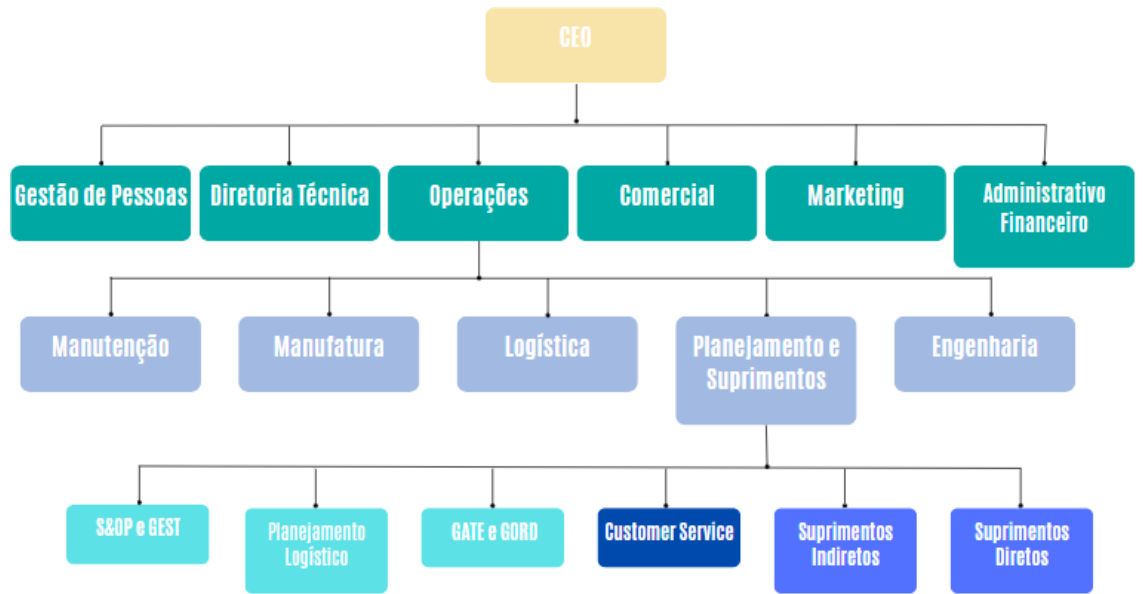 CEO
Gestão de Pessoas
Diretoria Técnica
Operações
Comercial
Marketing
Administrativo
Financeiro
Manutenção
Manufatura
Logística
Planejamento e
Suprimentos
Engenharia
S&OP e GEST
Planejamento
Logístico
GATE e GORD
Customer Service
Suprimentos
Indiretos
Suprimentos
Diretos